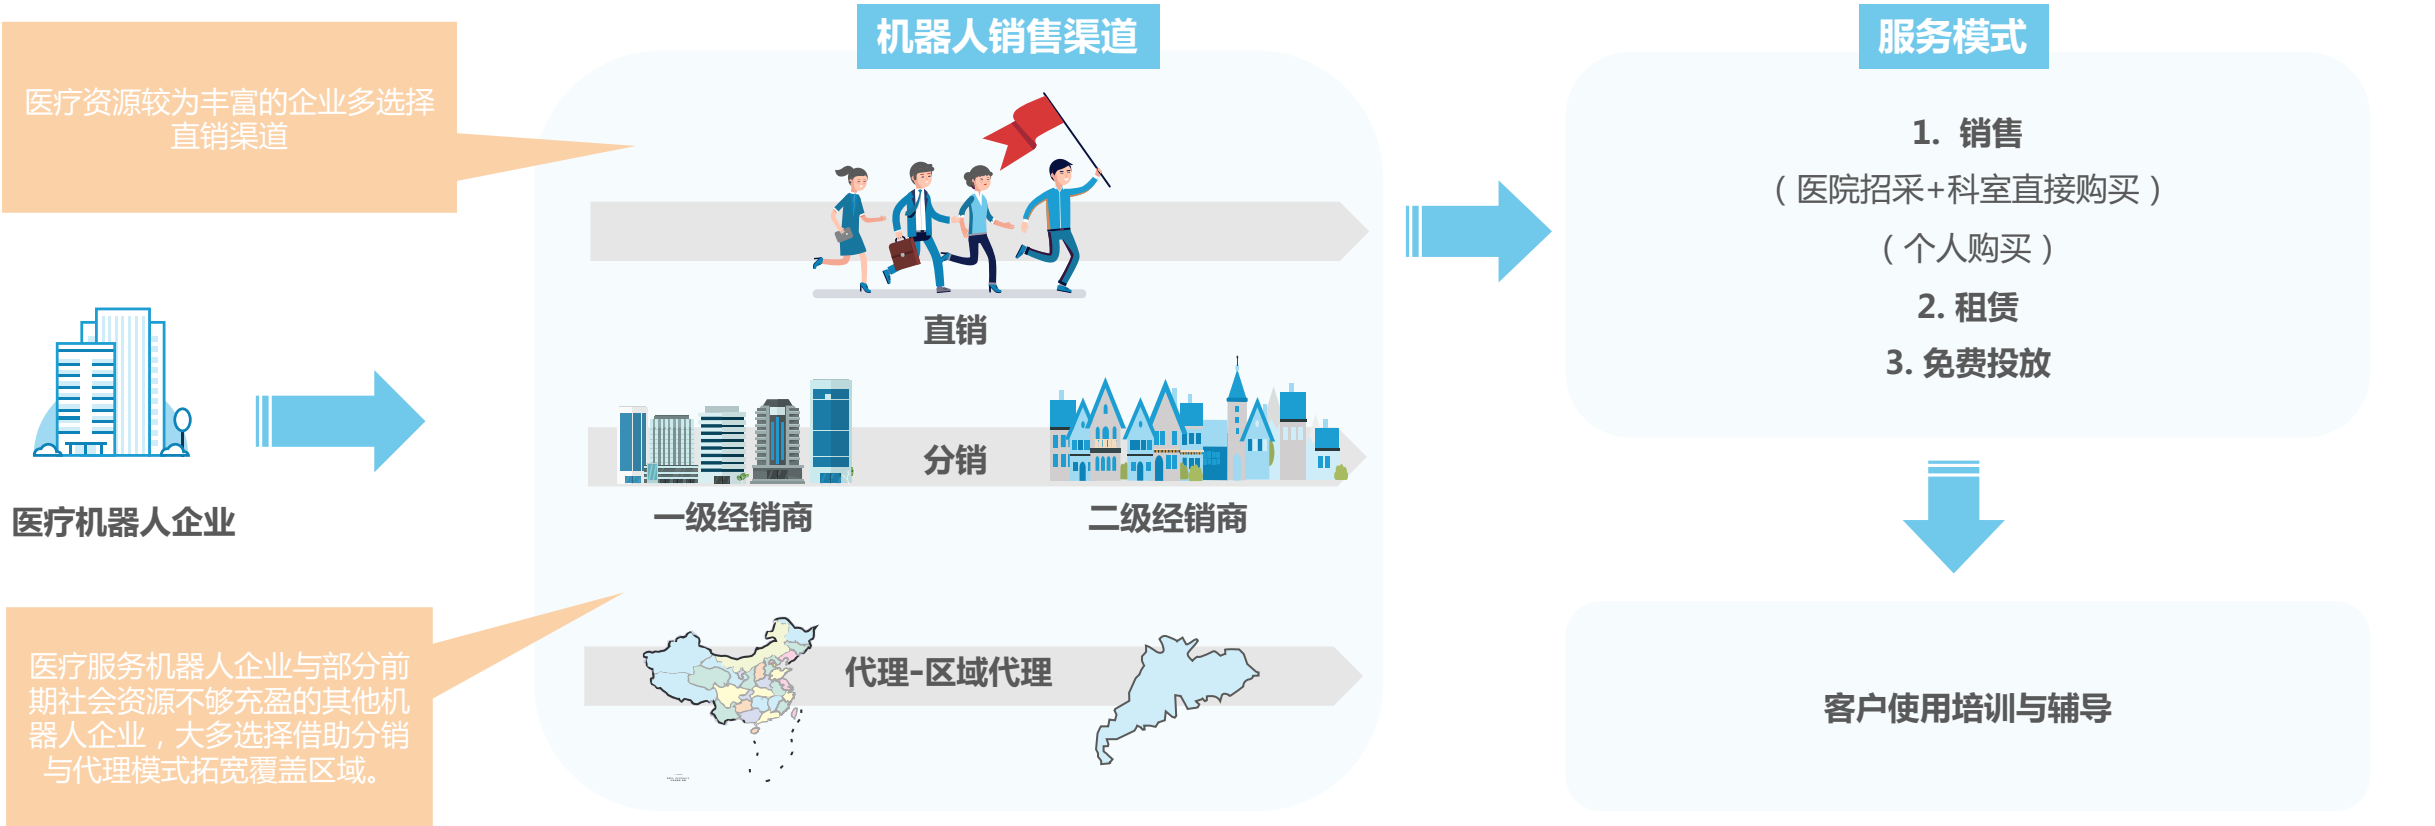 医疗资源较为丰富的企业多选择
直销渠道
医疗机器人企业
医疗服务机器人企业与部分前
期社会资源不够充盈的其他机
器人企业，大多选择借助分销
与代理模式拓宽覆盖区域。
机器人销售渠道
直销
分销
一级经销商
二级经销商
代理-区域代理
服务模式
1. 销售
（医院招采+科室直接购买）
（个人购买）
2. 租赁
3. 免费投放
客户使用培训与辅导